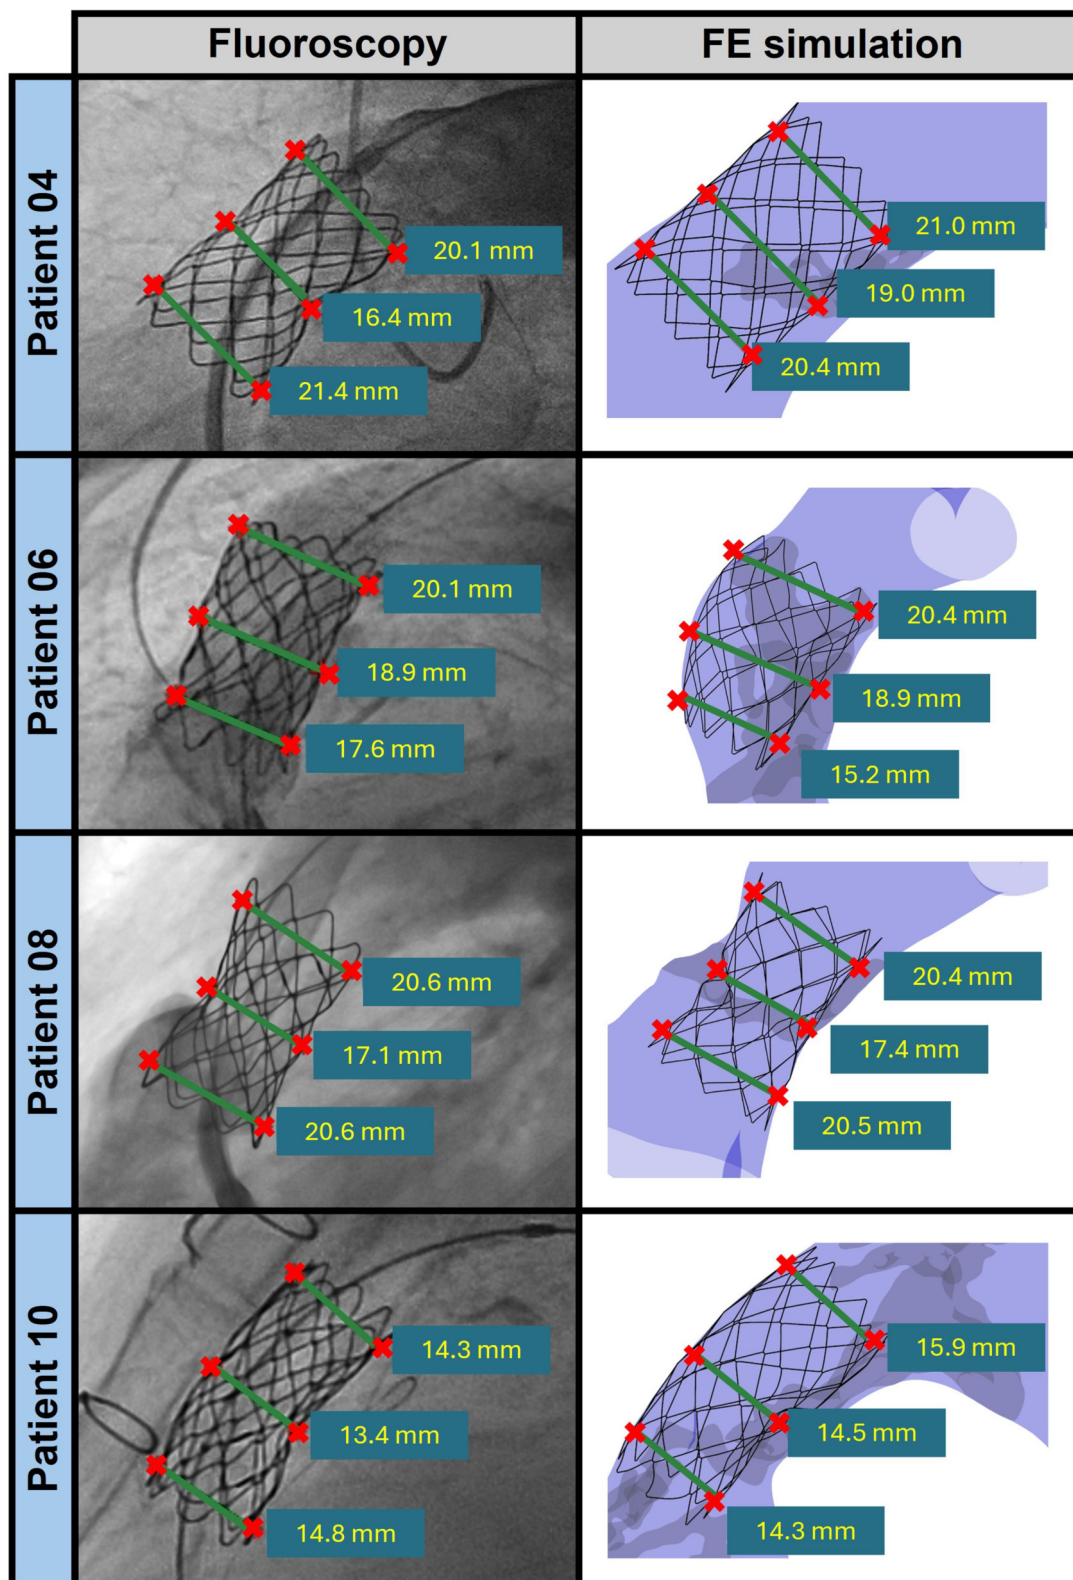 Fluoroscopy
FE simulation
Patient 04
20.1 mm
16.4 mm
21.4 mm
21.0 mm
19.0 mm
20.4 mm
Patient 06
20.1 mm
18.9 mm
17.6 mm
20.4 mm
18.9 mm
15.2 mm
Patient 08
20.6 mm
17.1 mm
20.6 mm
20.4 mm
17.4 mm
20.5 mm
Patient 10
14.3 mm
13.4 mm
14.8 mm
15.9 mm
14.5 mm
14.3 mm